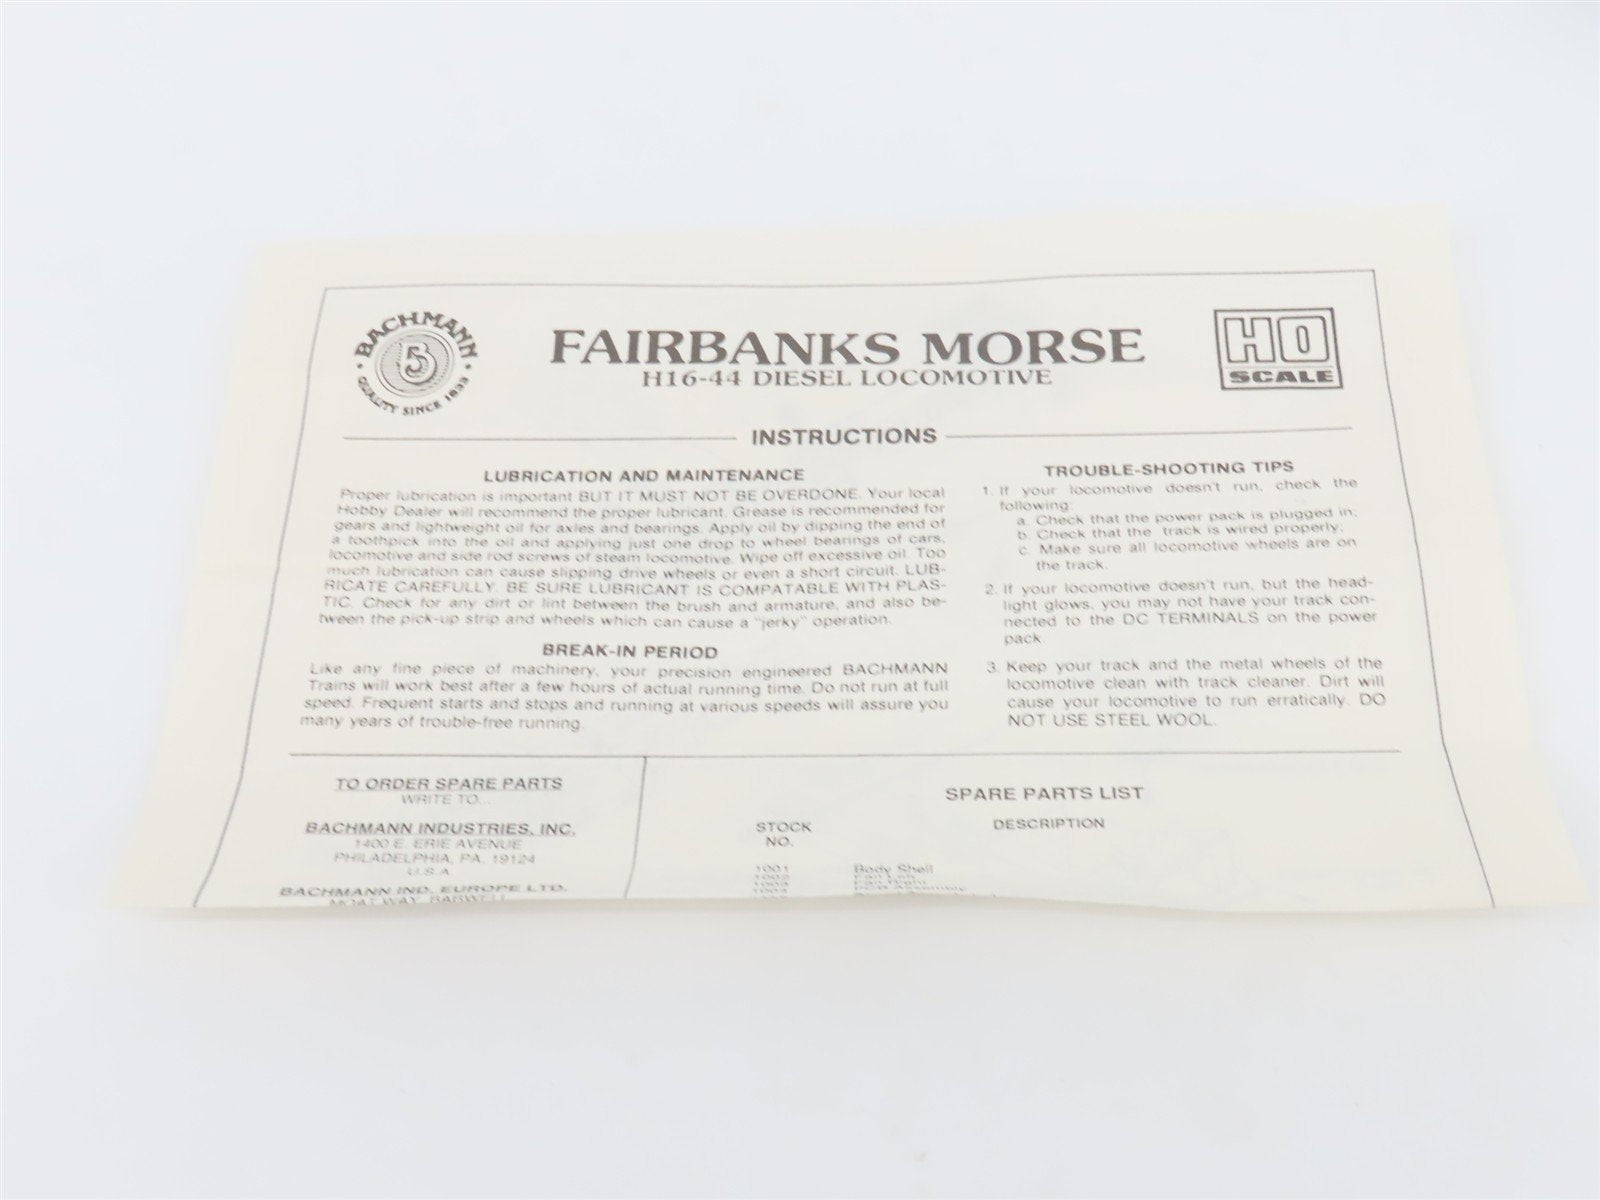 BACHMANN
B
QUALITY SINCE 1833
FAIRBANKS MORSE
H16-44 DIESEL LOCOMOTIVE
HO
SCALE
INSTRUCTIONS
LUBRICATION AND MAINTENANCE
Proper lubrication is important BUT IT MUST NOT BE OVERDONE. Your local
Hobby Dealer will recommend the proper lubricant. Grease is recommended for
gears and lightweight oil for axles and bearings. Apply oil by dipping the end of
a toothpick into the oil and applying just one drop to wheel bearings of cars,
locomotive and side rod screws of steam locomotive. Wipe off excessive oil. Too
much lubrication can cause slipping drive wheels or even a short circuit. LUB-
RICATE CAREFULLY. BE SURE LUBRICANT IS COMPATABLE WITH PLAS-
TIC. Check for any dirt or lint between the brush and armature, and also be-
tween the pick-up strip and wheels which can cause a "jerky" operation.
BREAK-IN PERIOD
Like any fine piece of machinery, your precision engineered BACHMANN
Trains will work best after a few hours of actual running time. Do not run at full
speed. Frequent starts and stops and running at various speeds will assure you
many years of trouble-free running.
TROUBLE-SHOOTING TIPS
1. If your locomotive doesn't run, check the
following:
a. Check that the power pack is plugged in;
b. Check that the track is wired properly;
c. Make sure all locomotive wheels are on
the track.
2. If your locomotive doesn't run, but the head-
light glows, you may not have your track con-
nected to the DC TERMINALS on the power
pack.
3. Keep your track and the metal wheels of the
locomotive clean with track cleaner. Dirt will
cause your locomotive to run erratically. DO
NOT USE STEEL WOOL.
TO ORDER SPARE PARTS
WRITE TO...
BACHMANN INDUSTRIES, INC.
1400 E. ERIE AVENUE
PHILADELPHIA, PA. 19124
U.S.A.
BACHMANN IND. EUROPE LTD.
MOAT WAY, BARWELL
SPARE PARTS LIST
STOCK
NO.
DESCRIPTION
1001 Body Shell
1002
1003